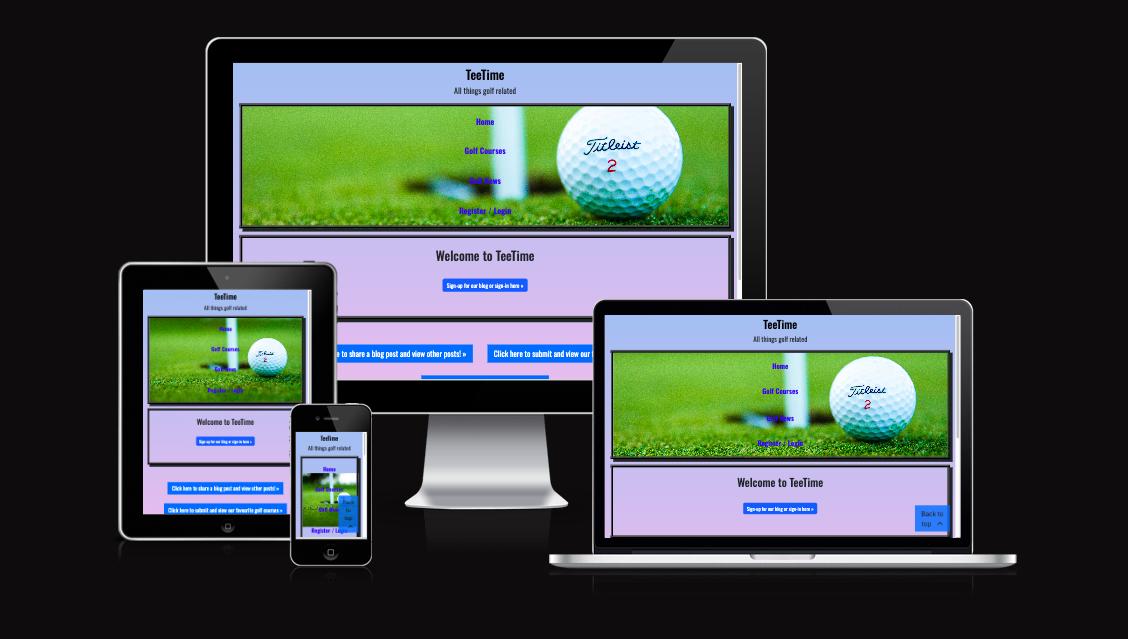 TeeTime
All things golf related
Home
Golf Courses
Golf News
Register / Login
Titleist
2
Welcome to TeeTime
Sign-up for our blog or sign-in here »
e to share a blog post and view other posts! »
Click here to submit and view our
TeeTime
All things golf related
Home
Golf Courses
Golf News
Register / Login
Titleist
2
Welcome to TeeTime
Sign-up for our blog or sign-in here »
Click here to share a blog post and view other posts! »
Click here to submit and view our favourite golf courses »
TeeTime
All things golf related
Home
Golf Courses
Golf News
Register / Login
Back to
top
TeeTime
All things golf related
Home
Golf Courses
Golf News
Register / Login
Titleist
2
Welcome to TeeTime
Sign-up for our blog or sign-in here »
Back to
top